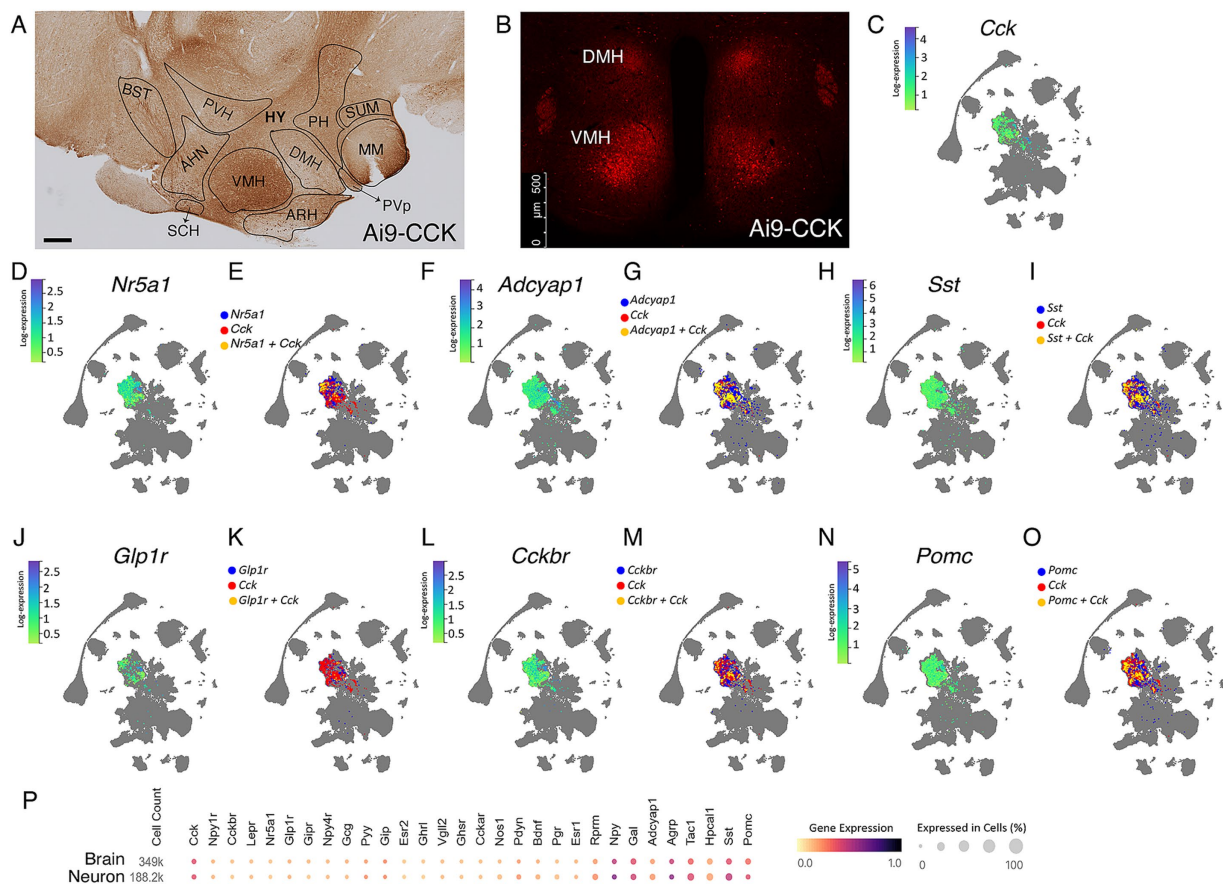 A
BST
PVH
HY
PH
SUM
AHN
DMH
MM
VMH
ARH
PVp
SCH
Ai9-CCK
B
DMH
VMH
0 µm 500
Ai9-CCK
C
Cck
Log-expression
4
3
2
1
D
Nr5a1
Log-expression
2.5
2
1.5
1
0.5
E
Nr5a1
Cck
Nr5a1 + Cck
F
Adcyap1
Log-expression
4
3
2
1
G
Adcyap1
Cck
Adcyap1 + Cck
H
Sst
Log-expression
6
5
4
3
2
1
I
Sst
Cck
Sst + Cck
J
Glp1r
Log-expression
2.5
2
1.5
1
0.5
K
Glp1r
Cck
Glp1r + Cck
L
Cckbr
Log-expression
2.5
2
1.5
1
0.5
M
Cckbr
Cck
Cckbr + Cck
N
Pomc
Log-expression
5
4
3
2
1
O
Pomc
Cck
Pomc + Cck
P
Cell Count Cck Npy1r Cckbr Lepr Nr5a1 Glp1r Gipr Npy4r Gcg Pyy Gip Esr2 Ghrl Vgll2 Ghsr Cckar Nos1 Pdyn Bdnf Pgr Esr1 Rprm Npy Gal Adcyap1 Agrp Tac1 Hpcal1 Sst Pomc
Brain 349k
Neuron 188.2k
Gene Expression
0.0 1.0
Expressed in Cells (%)
0 100